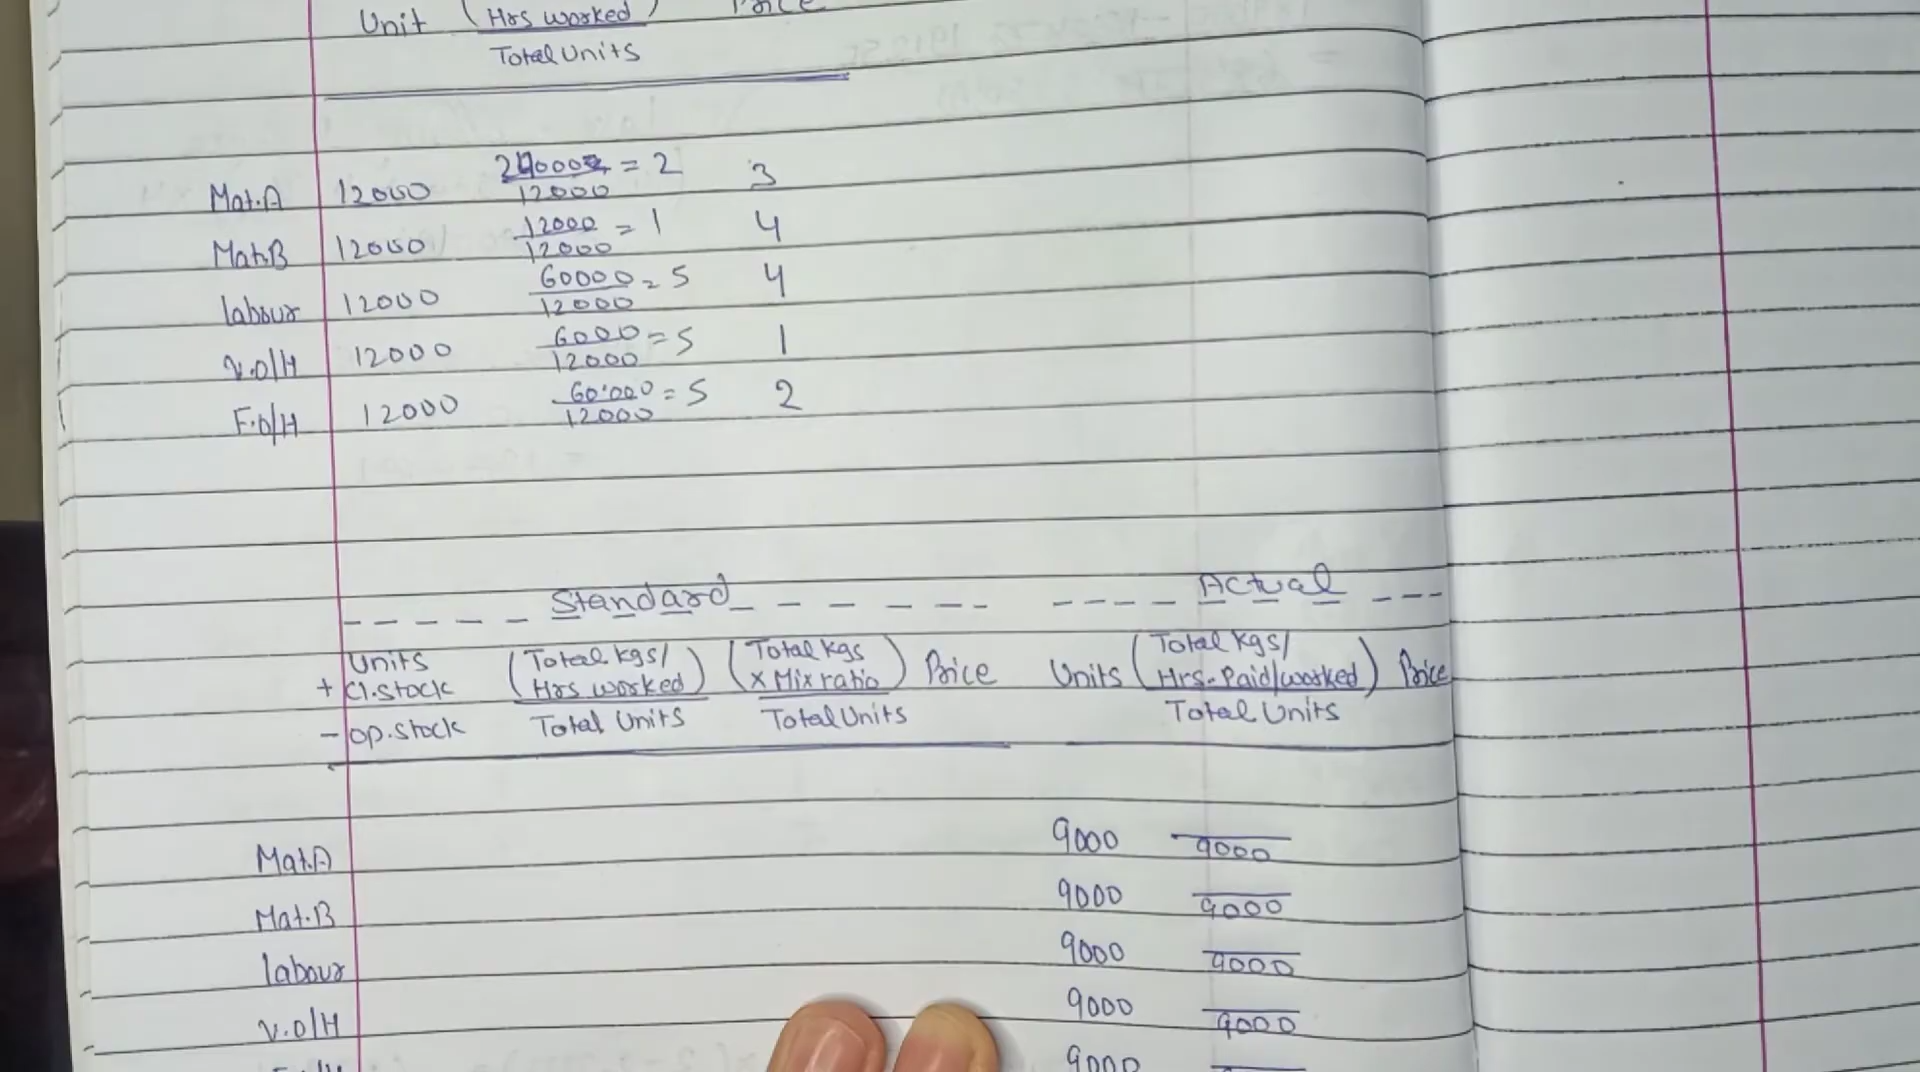 Unit (Hrs worked) Price
Total Units
Mat.A 12000 24000/12000 = 2 3
Mat.B 12000 12000/12000 = 1 4
labour 12000 60000/12000 = 5 4
V.O/H 12000 6000/12000 = 5 1
F.O/H 12000 60'000/12000 = 5 2
Standard Actual
Units (Total kgs/ (Total kgs Price Units (Total kgs/ Price
+ Cl.stock Hrs worked) x Mix ratio) Hrs. Paid/worked)
- op.stock Total Units Total Units Total Units
Mat.A 9000 9000
Mat.B 9000 9000
labour 9000 9000
V.O/H 9000 9000
9000